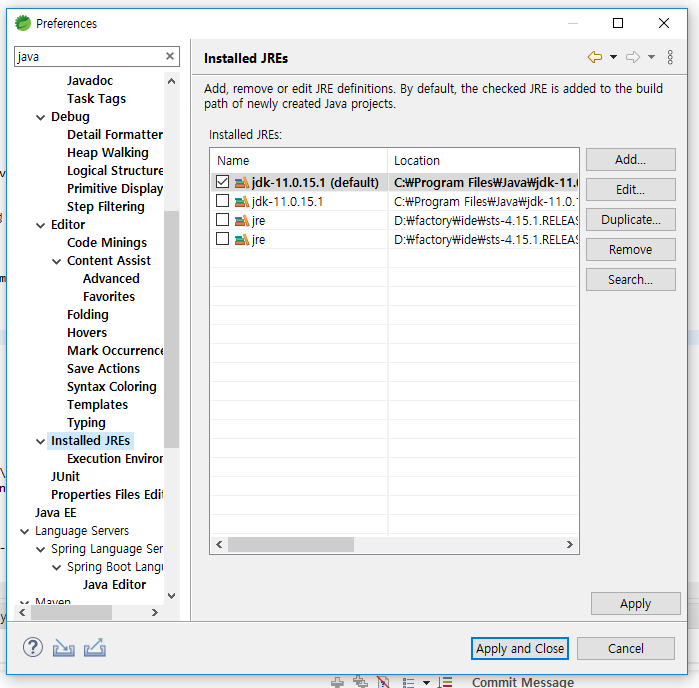 Preferences
java
Javadoc
Task Tags
Debug
Detail Formatter
Heap Walking
Logical Structure
Primitive Display
Step Filtering
Editor
Code Minings
Content Assist
Advanced
Favorites
Folding
Hovers
Mark Occurrence
Save Actions
Syntax Coloring
Templates
Typing
Installed JREs
Execution Enviror
JUnit
Properties Files Edit
Java EE
Language Servers
Spring Language Ser
Spring Boot Langu
Java Editor
Maven
Installed JREs
Add, remove or edit JRE definitions. By default, the checked JRE is added to the build
path of newly created Java projects.
Installed JREs:
Name Location
jdk-11.0.15.1 (default) C:₩Program Files₩Java₩jdk-11.0
jdk-11.0.15.1 C:₩Program Files₩Java₩jdk-11.0.
jre D:₩factory₩ide₩sts-4.15.1.RELEAS
jre D:₩factory₩ide₩sts-4.15.1.RELEAS
Add...
Edit...
Duplicate...
Remove
Search...
Apply
Apply and Close
Cancel
Commit Message